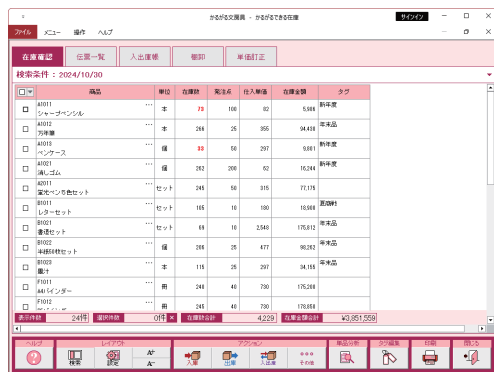 かるがる文房具 - かるがるできる在庫
サインイン
ファイル メニュー 操作 ヘルプ
在庫確認 伝票一覧 入出庫帳 棚卸 単価訂正
検索条件 : 2024/10/30
商品 単位 在庫数 発注点 仕入単価 在庫金額 タグ
A1011 ... 新年度
シャープペンシル 本 73 100 82 5,986
A1012 ... 年末品
万年筆 本 266 25 355 94,430
A1013 ... 新年度
ペンケース 個 33 50 297 9,801
A1021 ... 新年度
消しゴム 個 262 200 62 16,244
A2011 ...
蛍光ペン5色セット セット 245 50 315 77,175
B1011 ... 夏商材
レターセット セット 105 10 180 18,900
B1021 ... 年末品
書道セット セット 69 10 2,548 175,812
B1022 ... 年末品
半紙50枚セット 個 206 25 477 98,262
B1023 ... 年末品
墨汁 本 115 25 297 34,155
F1011 ...
A4バインダー 冊 240 40 730 175,200
F1012 ...
冊 245 40 730 178,850
表示件数 24件 選択件数 0件 × 在庫数合計 4,229 在庫金額合計 ¥3,851,559
ヘルプ レイアウト アクション 単品分析 タグ編集 印刷 閉じる
検索 設定 A+ A- 入庫 出庫 入出庫 その他